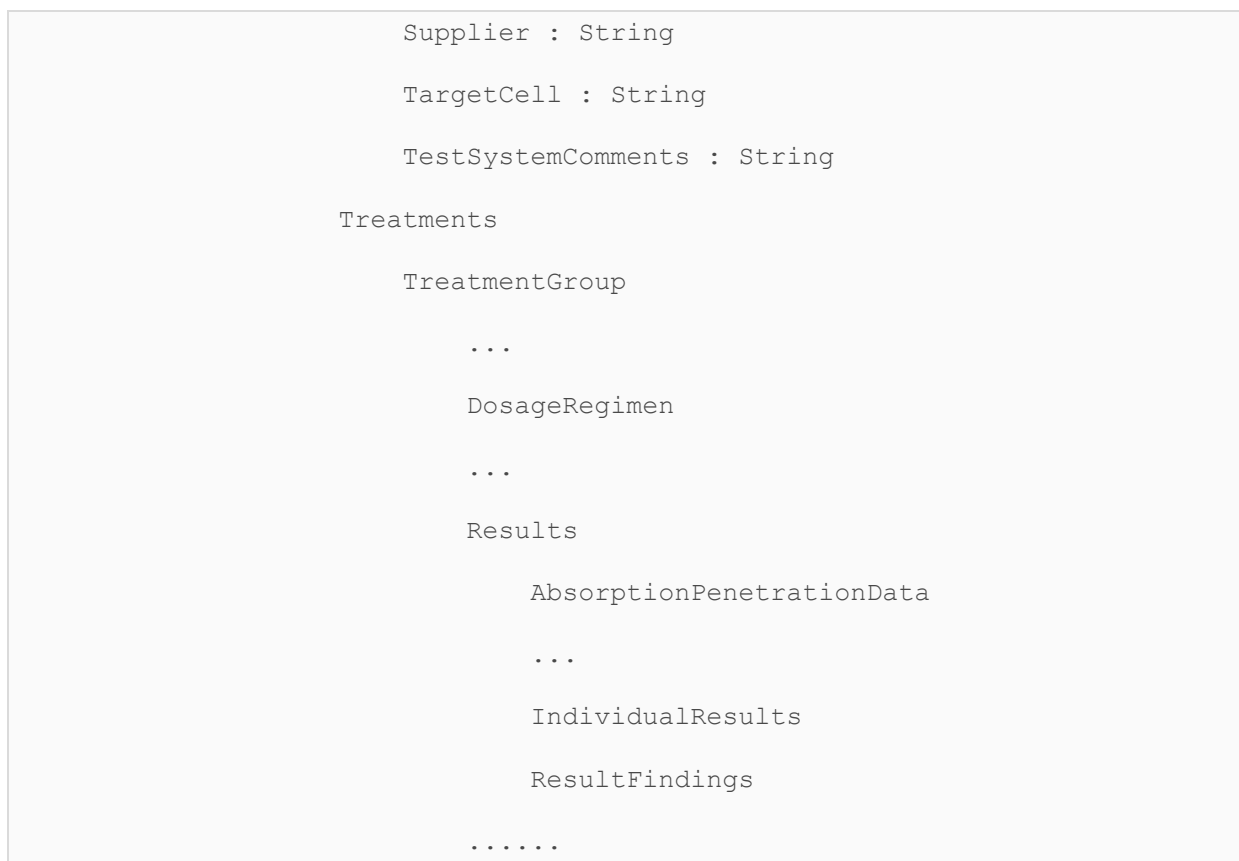 Supplier : String
TargetCell : String
TestSystemComments : String
Treatments
TreatmentGroup
...
DosageRegimen
...
Results
AbsorptionPenetrationData
...
IndividualResults
ResultFindings
......